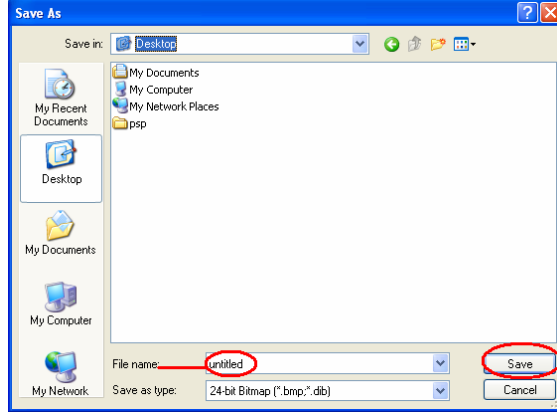 Save As
Save in:
Desktop
My Recent
Documents
Desktop
My Documents
My Computer
My Network
My Documents
My Computer
My Network Places
psp
File name:
untitled
Save
Save as type:
24-bit Bitmap (*.bmp;*.dib)
Cancel